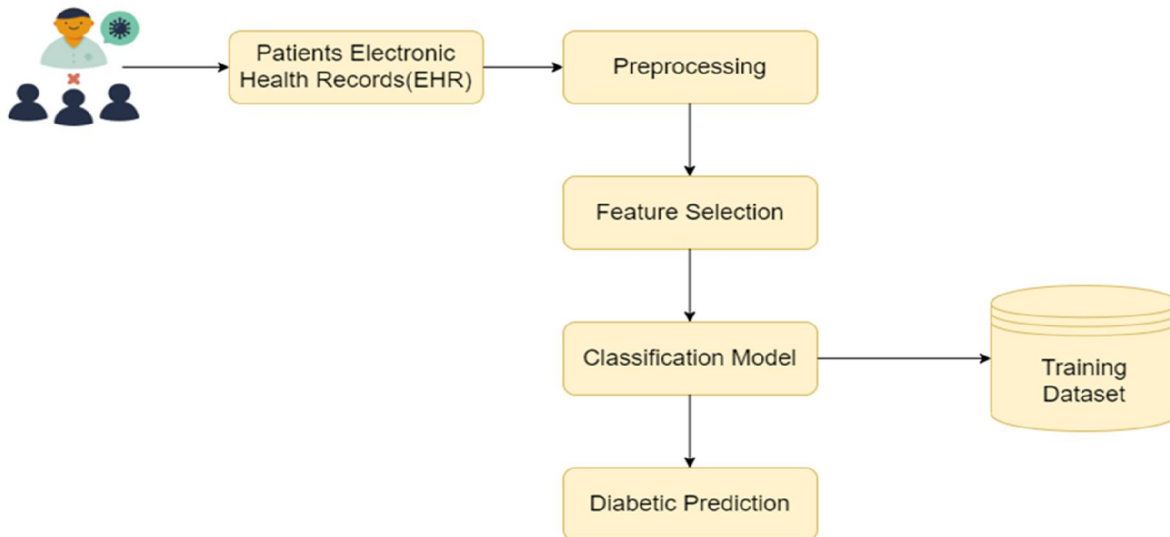 Patients Electronic
Health Records(EHR)
Preprocessing
Feature Selection
Classification Model
Training
Dataset
Diabetic Prediction